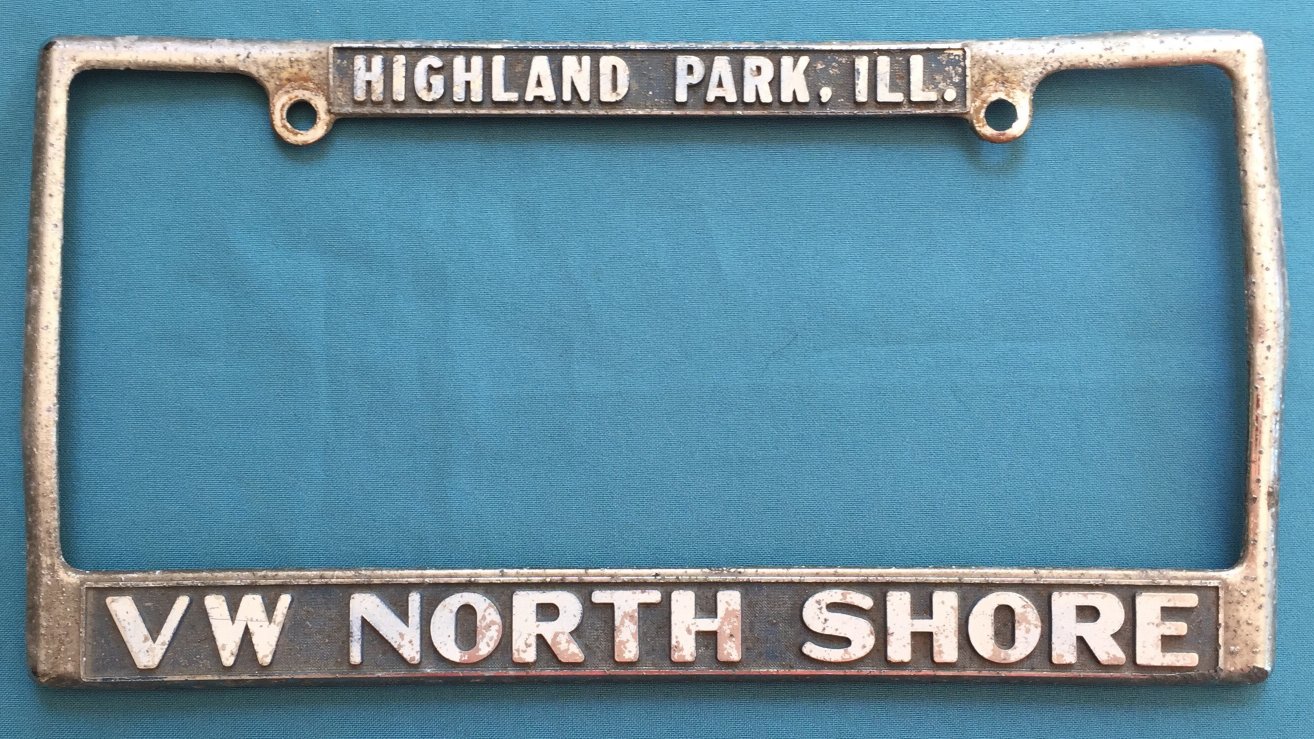 HIGHLAND PARK, ILL.
VW NORTH SHORE